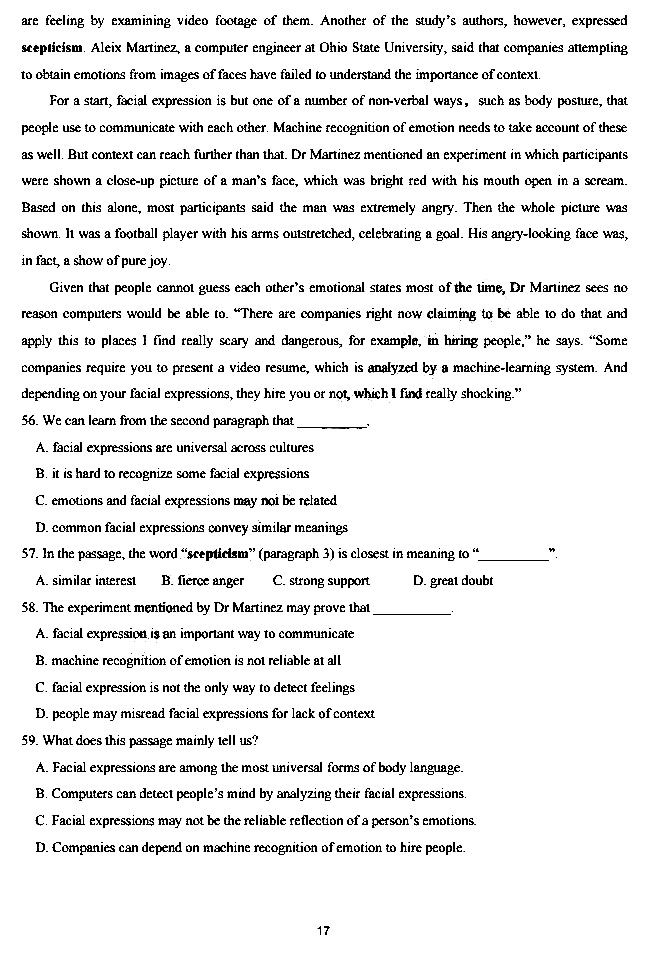 are feeling by examining video footage of them. Another of the study's authors, however, expressed
scepticism. Aleix Martinez, a computer engineer at Ohio State University, said that companies attempting
to obtain emotions from images of faces have failed to understand the importance of context.
For a start, facial expression is but one of a number of non-verbal ways, such as body posture, that
people use to communicate with each other. Machine recognition of emotion needs to take account of these
as well. But context can reach further than that. Dr Martinez mentioned an experiment in which participants
were shown a close-up picture of a man's face, which was bright red with his mouth open in a scream.
Based on this alone, most participants said the man was extremely angry. Then the whole picture was
shown. It was a football player with his arms outstretched, celebrating a goal. His angry-looking face was,
in fact, a show of pure joy.
Given that people cannot guess each other's emotional states most of the time, Dr Martinez sees no
reason computers would be able to. "There are companies right now claiming to be able to do that and
apply this to places I find really scary and dangerous, for example, in hiring people," he says. "Some
companies require you to present a video resume, which is analyzed by a machine-learning system. And
depending on your facial expressions, they hire you or not, which I find really shocking."
56. We can learn from the second paragraph that __________.
A. facial expressions are universal across cultures
B. it is hard to recognize some facial expressions
C. emotions and facial expressions may not be related
D. common facial expressions convey similar meanings
57. In the passage, the word "scepticism" (paragraph 3) is closest in meaning to "__________".
A. similar interest B. fierce anger C. strong support D. great doubt
58. The experiment mentioned by Dr Martinez may prove that ___________.
A. facial expression is an important way to communicate
B. machine recognition of emotion is not reliable at all
C. facial expression is not the only way to detect feelings
D. people may misread facial expressions for lack of context
59. What does this passage mainly tell us?
A. Facial expressions are among the most universal forms of body language.
B. Computers can detect people's mind by analyzing their facial expressions.
C. Facial expressions may not be the reliable reflection of a person's emotions.
D. Companies can depend on machine recognition of emotion to hire people.
17